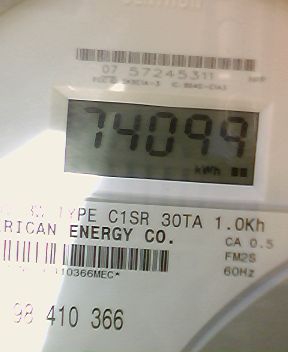 07 57245311
74099
kWh
TYPE C1SR 30TA 1.0Kh
RICAN ENERGY CO.
CA 0.5
FM2S
110366MEC*
60Hz
98 410 366